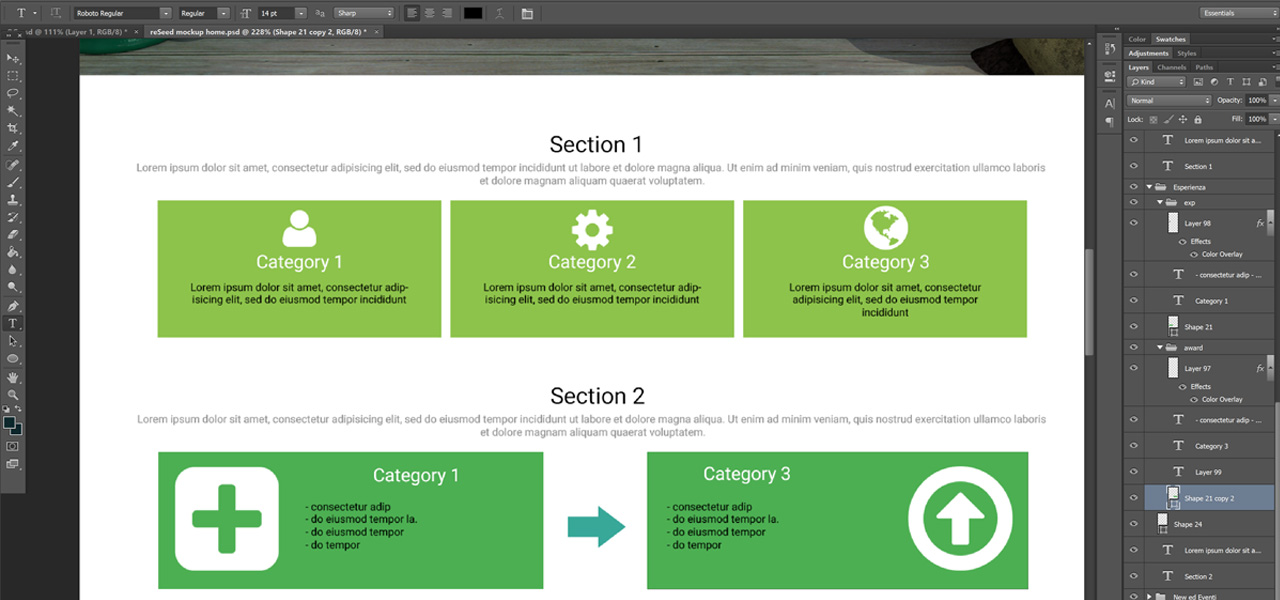 T
Roboto Regular
Regular
14 pt
Sharp
Essentials
@ 111% (Layer 1, RGB/8) * ×
reSeed mockup home.psd @ 228% (Shape 21 copy 2, RGB/8) * ×
Section 1
Lorem ipsum dolor sit amet, consectetur adipisicing elit, sed do eiusmod tempor incididunt ut labore et dolore magna aliqua. Ut enim ad minim veniam, quis nostrud exercitation ullamco laboris
et dolore magnam aliquam quaerat voluptatem.
Category 1
Lorem ipsum dolor sit amet, consectetur adip-
isicing elit, sed do eiusmod tempor incididunt
Category 2
Lorem ipsum dolor sit amet, consectetur adip-
isicing elit, sed do eiusmod tempor incididunt
Category 3
Lorem ipsum dolor sit amet, consectetur
adipisicing elit, sed do eiusmod tempor
incididunt
Section 2
Lorem ipsum dolor sit amet, consectetur adipisicing elit, sed do eiusmod tempor incididunt ut labore et dolore magna aliqua. Ut enim ad minim veniam, quis nostrud exercitation ullamco laboris
et dolore magnam aliquam quaerat voluptatem.
Category 1
- consectetur adip
- do eiusmod tempor la.
- do eiusmod tempor
- do tempor
Category 3
- consectetur adip
- do eiusmod tempor la.
- do eiusmod tempor
- do tempor
Color Swatches
Adjustments Styles
Layers Channels Paths
Kind
Normal Opacity: 100%
Lock: Fill: 100%
T Lorem ipsum dolor sit a...
T Section 1
Esperienza
exp
Layer 98 fx
Effects
Color Overlay
T - consectetur adip - ...
T Category 1
Shape 21
award
Layer 97 fx
Effects
Color Overlay
T - consectetur adip - ...
T Category 3
T Layer 99
Shape 21 copy 2
Shape 24
T Lorem ipsum dolor sit a...
T Section 2
New ed Eventi